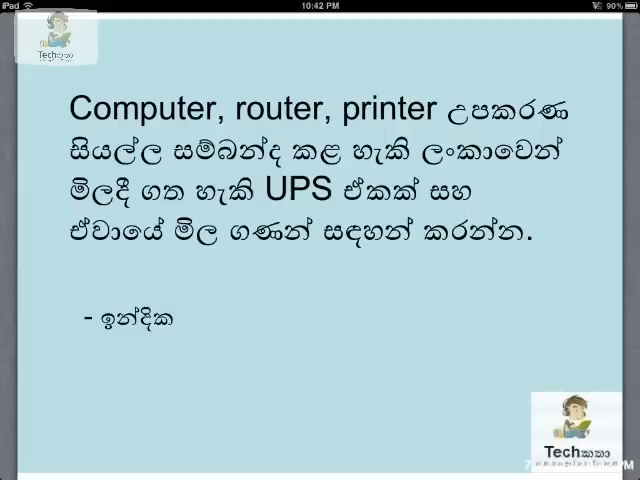 iPad
10:42 PM
90%
Techකතා
Computer, router, printer උපකරණ
සියල්ල සම්බන්ද කළ හැකි ලංකාවෙන්
මිලදී ගත හැකි UPS ඒකක් සහ
ඒවායේ මිල ගණන් සඳහන් කරන්න.
- ඉන්දික
Techකතා